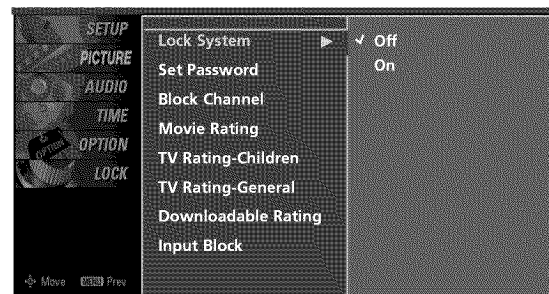 SETUP
PICTURE
AUDIO
TIME
OPTION
LOCK
Lock System ▶
Set Password
Block Channel
Movie Rating
TV Rating-Children
TV Rating-General
Downloadable Rating
Input Block
✓ Off
On
Move MENU Prev